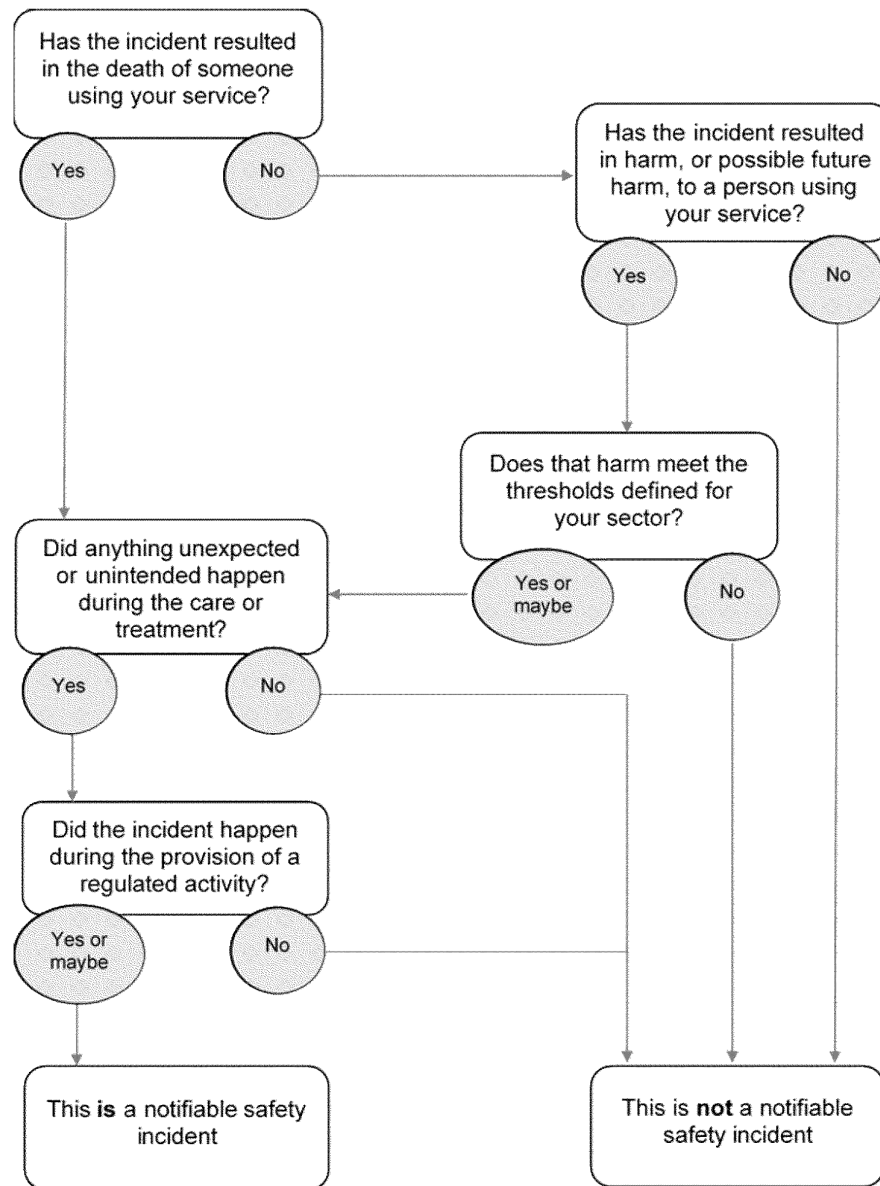 Has the incident resulted
in the death of someone
using your service?
Yes
No
Has the incident resulted
in harm, or possible future
harm, to a person using
your service?
Yes
No
Does that harm meet the
thresholds defined for
your sector?
Yes or
maybe
No
Did anything unexpected
or unintended happen
during the care or
treatment?
Yes
No
Did the incident happen
during the provision of a
regulated activity?
Yes or
maybe
No
This is a notifiable safety
incident
This is not a notifiable
safety incident